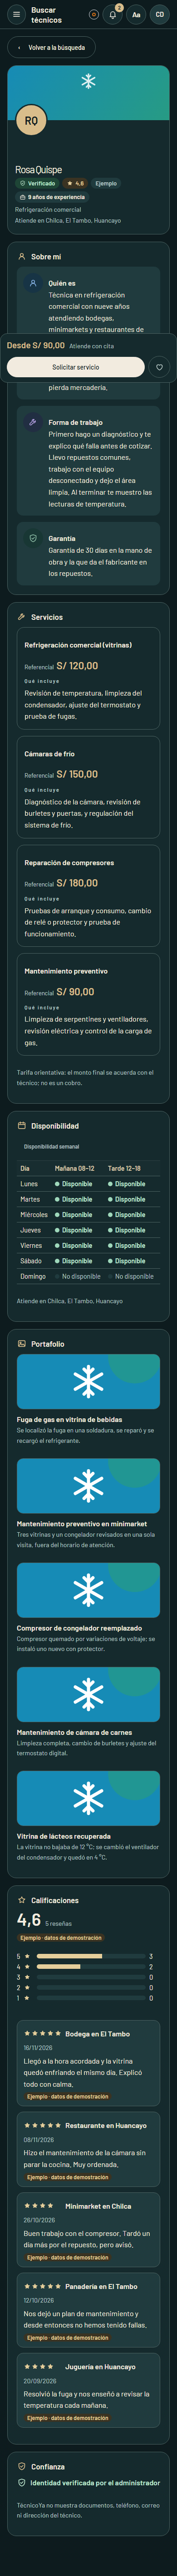 Buscar
técnicos
2
Aa
CD
‹ Volver a la búsqueda
RQ
Rosa Quispe
Verificado
★ 4,6
Ejemplo
9 años de experiencia
Refrigeración comercial
Atiende en Chilca, El Tambo, Huancayo
Sobre mí
Quién es
Técnica en refrigeración
comercial con nueve años
atendiendo bodegas,
minimarkets y restaurantes de
Desde S/ 90,00 Atiende con cita
Solicitar servicio
pierda mercadería.
Forma de trabajo
Primero hago un diagnóstico y te
explico qué falla antes de cotizar.
Llevo repuestos comunes,
trabajo con el equipo
desconectado y dejo el área
limpia. Al terminar te muestro las
lecturas de temperatura.
Garantía
Garantía de 30 días en la mano de
obra y la que da el fabricante en
los repuestos.
Servicios
Refrigeración comercial (vitrinas)
Referencial S/ 120,00
Qué incluye
Revisión de temperatura, limpieza del
condensador, ajuste del termostato y
prueba de fugas.
Cámaras de frío
Referencial S/ 150,00
Qué incluye
Diagnóstico de la cámara, revisión de
burletes y puertas, y regulación del
sistema de frío.
Reparación de compresores
Referencial S/ 180,00
Qué incluye
Pruebas de arranque y consumo, cambio
de relé o protector y prueba de
funcionamiento.
Mantenimiento preventivo
Referencial S/ 90,00
Qué incluye
Limpieza de serpentines y ventiladores,
revisión eléctrica y control de la carga de
gas.
Tarifa orientativa: el monto final se acuerda con el
técnico; no es un cobro.
Disponibilidad
Disponibilidad semanal
Día Mañana 08–12 Tarde 12–18
Lunes Disponible Disponible
Martes Disponible Disponible
Miércoles Disponible Disponible
Jueves Disponible Disponible
Viernes Disponible Disponible
Sábado Disponible Disponible
Domingo No disponible No disponible
Atiende en Chilca, El Tambo, Huancayo
Portafolio
Fuga de gas en vitrina de bebidas
Se localizó la fuga en una soldadura, se reparó y se
recargó el refrigerante.
Mantenimiento preventivo en minimarket
Tres vitrinas y un congelador revisados en una sola
visita, fuera del horario de atención.
Compresor de congelador reemplazado
Compresor quemado por variaciones de voltaje: se
instaló uno nuevo con protector.
Mantenimiento de cámara de carnes
Limpieza completa, cambio de burletes y ajuste del
termostato digital.
Vitrina de lácteos recuperada
La vitrina no bajaba de 12 °C; se cambió el ventilador
del condensador y quedó en 4 °C.
Calificaciones
4,6 5 reseñas
Ejemplo · datos de demostración
5 ★ 3
4 ★ 2
3 ★ 0
2 ★ 0
1 ★ 0
★ ★ ★ ★ ★ Bodega en El Tambo
16/11/2026
Llegó a la hora acordada y la vitrina
quedó enfriando el mismo día. Explicó
todo con calma.
Ejemplo · datos de demostración
★ ★ ★ ★ ★ Restaurante en Huancayo
08/11/2026
Hizo el mantenimiento de la cámara sin
parar la cocina. Muy ordenada.
Ejemplo · datos de demostración
★ ★ ★ ★ Minimarket en Chilca
26/10/2026
Buen trabajo con el compresor. Tardó un
día más por el repuesto, pero avisó.
Ejemplo · datos de demostración
★ ★ ★ ★ ★ Panadería en El Tambo
12/10/2026
Nos dejó un plan de mantenimiento y
desde entonces no hemos tenido fallas.
Ejemplo · datos de demostración
★ ★ ★ ★ Juguería en Huancayo
20/09/2026
Resolvió la fuga y nos enseñó a revisar la
temperatura cada mañana.
Ejemplo · datos de demostración
Confianza
Identidad verificada por el administrador
TécnicoYa no muestra documentos, teléfono, correo
ni dirección del técnico.